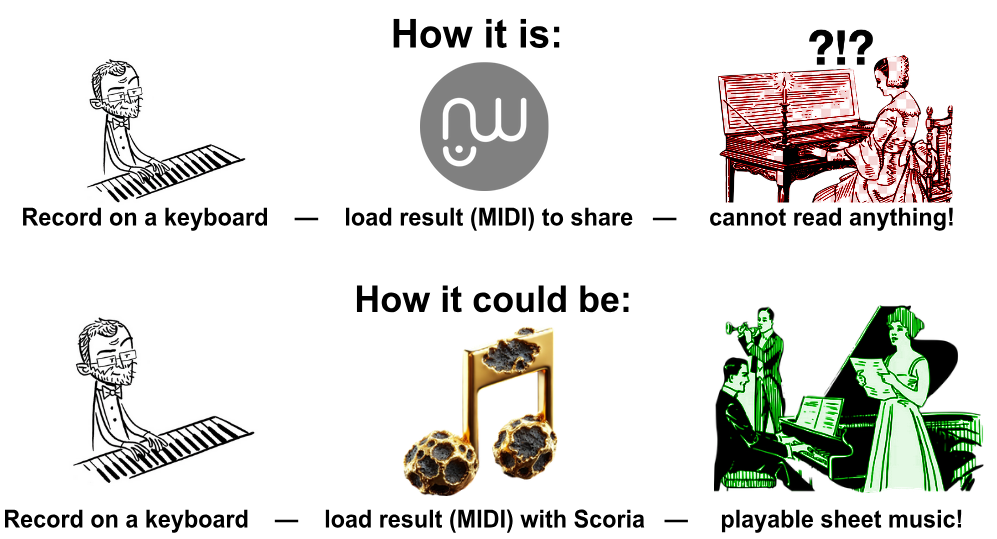 How it is:
?!?
Record on a keyboard — load result (MIDI) to share — cannot read anything!
How it could be:
Record on a keyboard — load result (MIDI) with Scoria — playable sheet music!